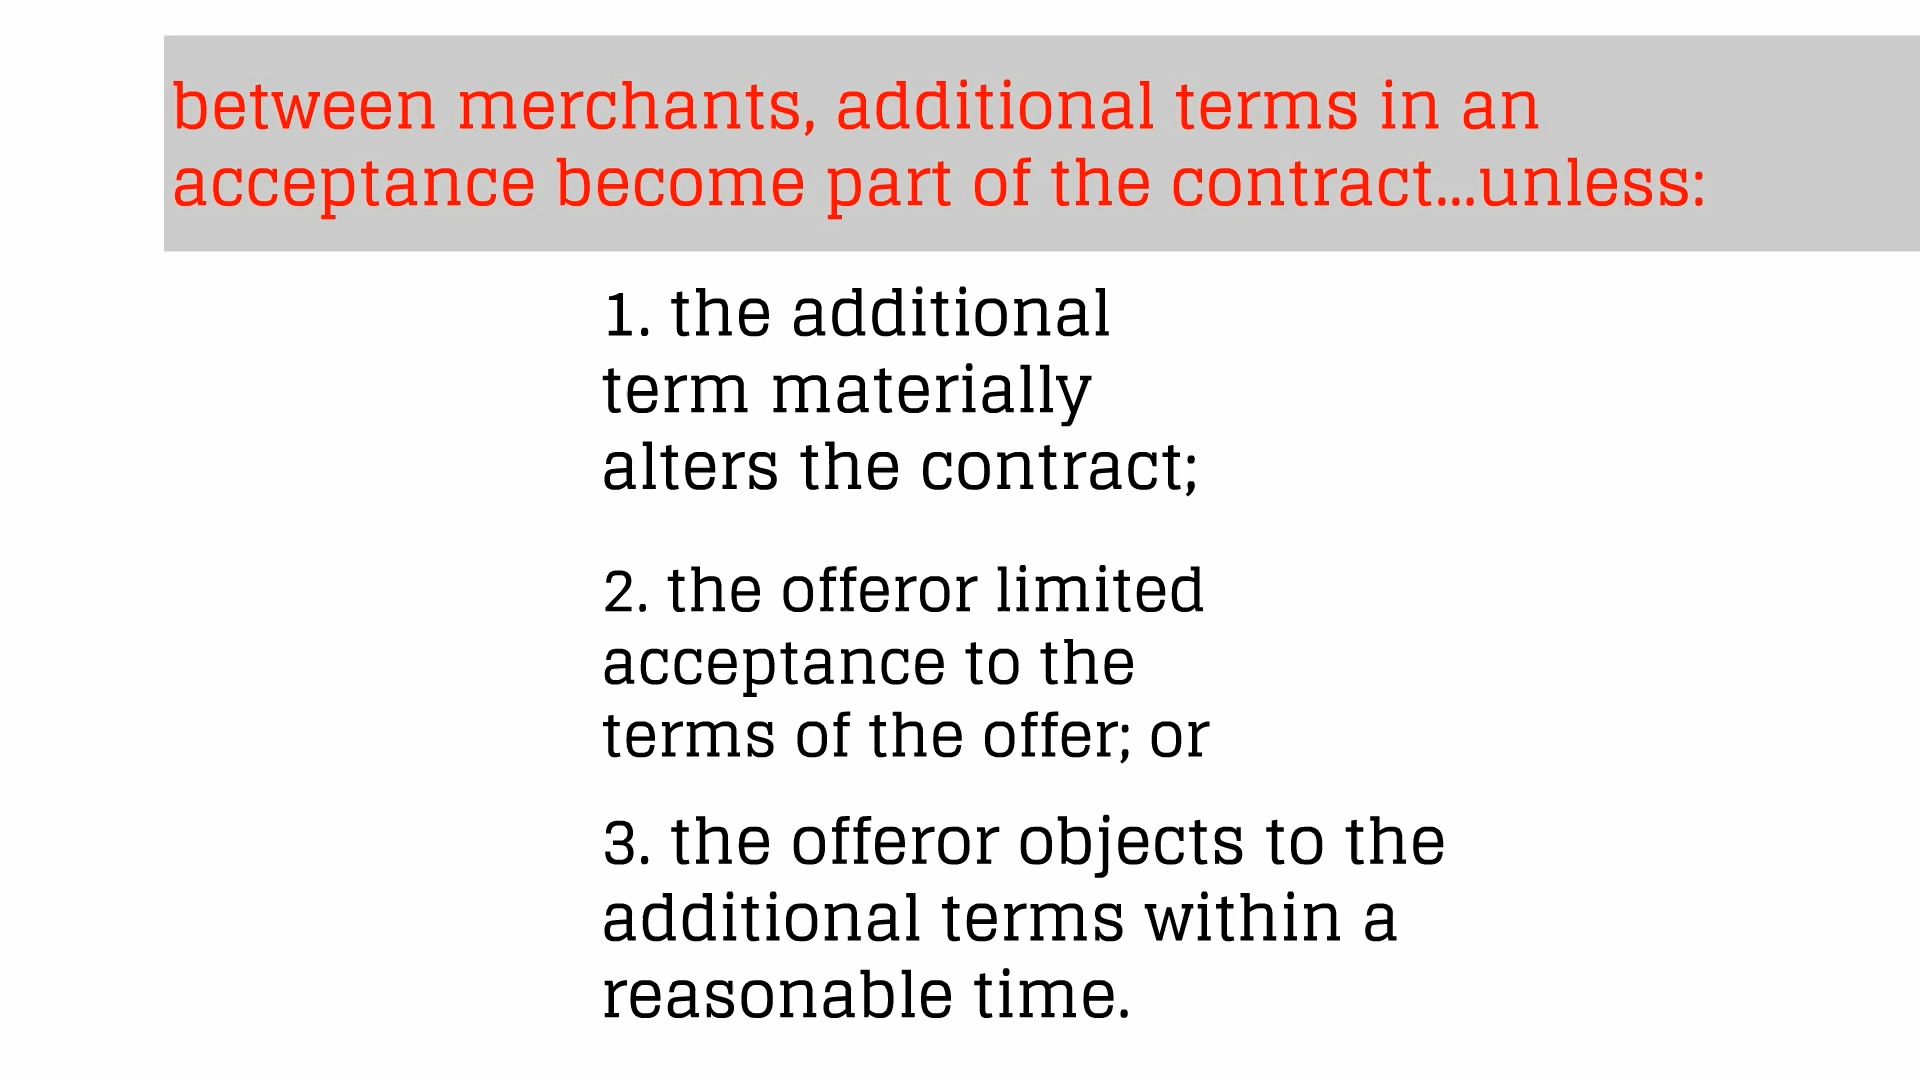 between merchants, additional terms in an
acceptance become part of the contract...unless:
1. the additional
term materially
alters the contract;
2. the offeror limited
acceptance to the
terms of the offer; or
3. the offeror objects to the
additional terms within a
reasonable time.